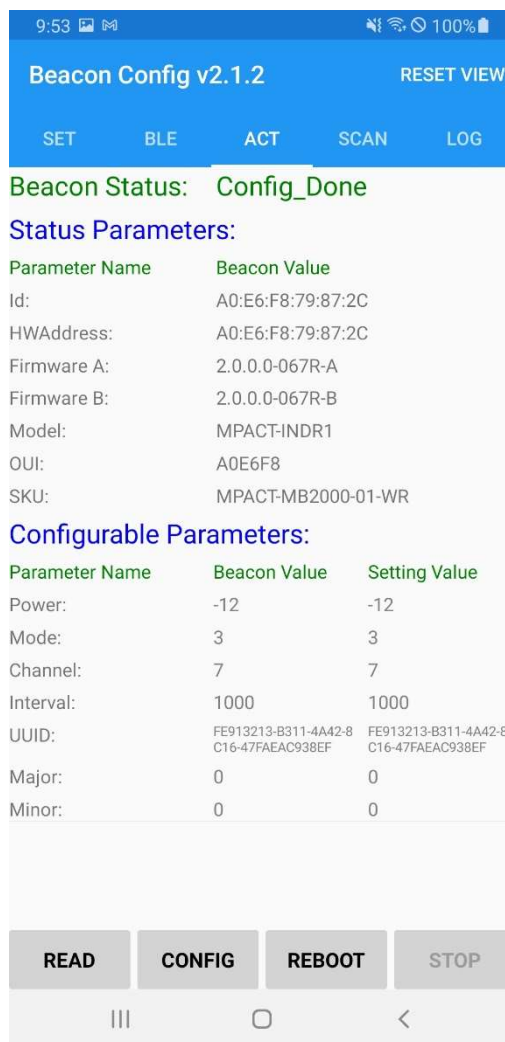 9:53 100%
Beacon Config v2.1.2 RESET VIEW
SET BLE ACT SCAN LOG
Beacon Status: Config_Done
Status Parameters:
Parameter Name Beacon Value
Id: A0:E6:F8:79:87:2C
HWAddress: A0:E6:F8:79:87:2C
Firmware A: 2.0.0.0-067R-A
Firmware B: 2.0.0.0-067R-B
Model: MPACT-INDR1
OUI: A0E6F8
SKU: MPACT-MB2000-01-WR
Configurable Parameters:
Parameter Name Beacon Value Setting Value
Power: -12 -12
Mode: 3 3
Channel: 7 7
Interval: 1000 1000
UUID: FE913213-B311-4A42-8 FE913213-B311-4A42-8
C16-47FAEAC938EF C16-47FAEAC938EF
Major: 0 0
Minor: 0 0
READ CONFIG REBOOT STOP